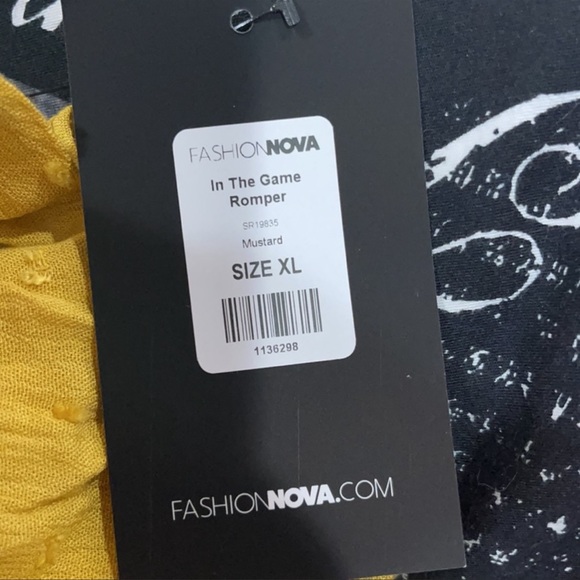 FASHIONNOVA
In The Game
Romper
SR19835
Mustard
SIZE XL
1136298
FASHIONNOVA.COM